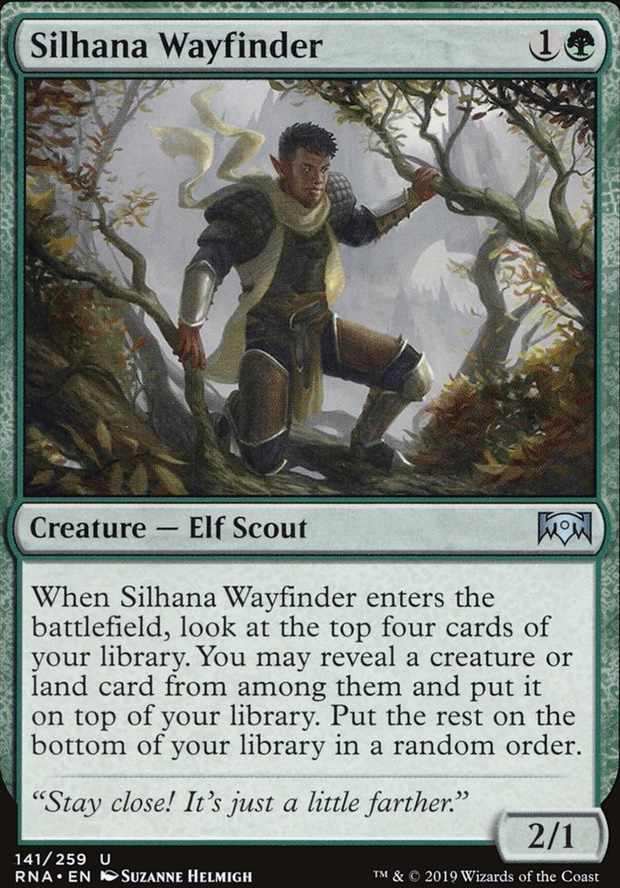 Silhana Wayfinder 1
Creature — Elf Scout
When Silhana Wayfinder enters the
battlefield, look at the top four cards of
your library. You may reveal a creature or
land card from among them and put it
on top of your library. Put the rest on the
bottom of your library in a random order.
“Stay close! It’s just a little farther.”
2/1
141/259 U
RNA • EN SUZANNE HELMIGH
™ & © 2019 Wizards of the Coast